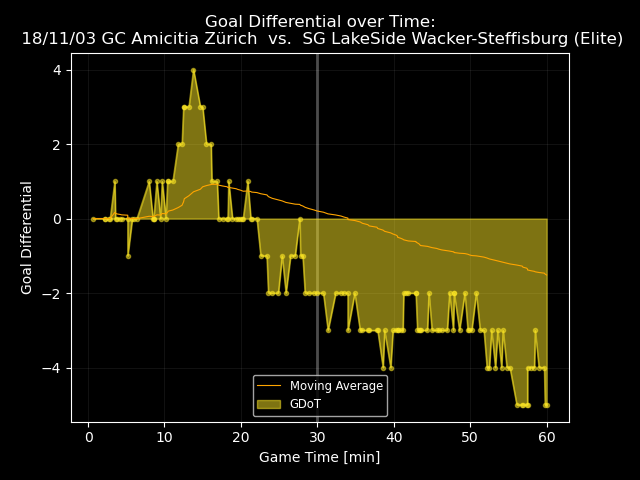 Goal Differential over Time:
18/11/03 GC Amicitia Zürich  vs.  SG LakeSide Wacker-Steffisburg (Elite)
4
2
0
−2
−4
Goal Differential
Moving Average
GDoT
0 10 20 30 40 50 60
Game Time [min]